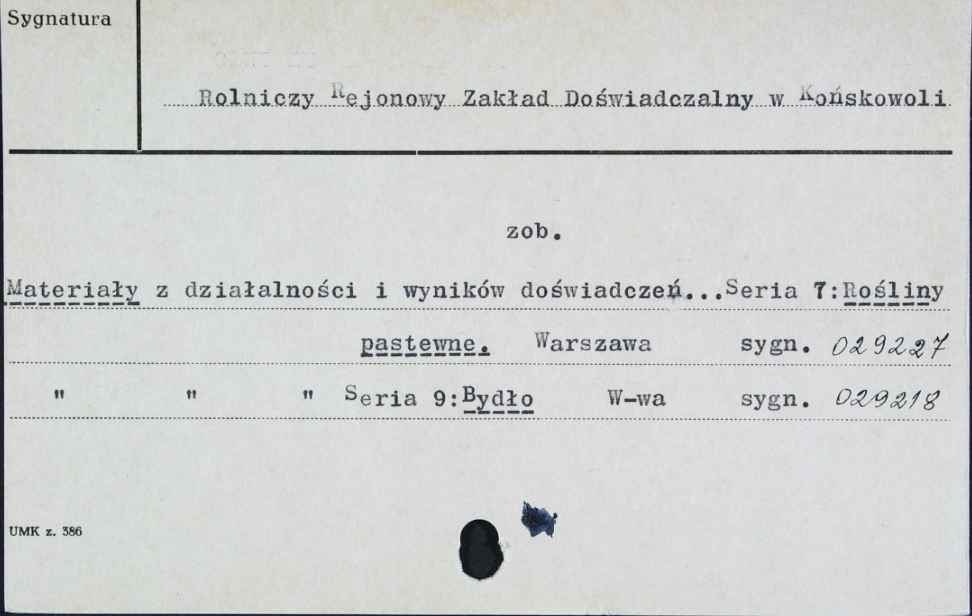 Sygnatura
Rolniczy Rejonowy Zakład Doświadczalny w Końskowoli
zob.
Materiały z działalności i wyników doświadczeń...Seria 7:Rośliny
pastewne. Warszawa sygn. 029227
" " " Seria 9:Bydło W-wa sygn. 029218
UMK z. 386